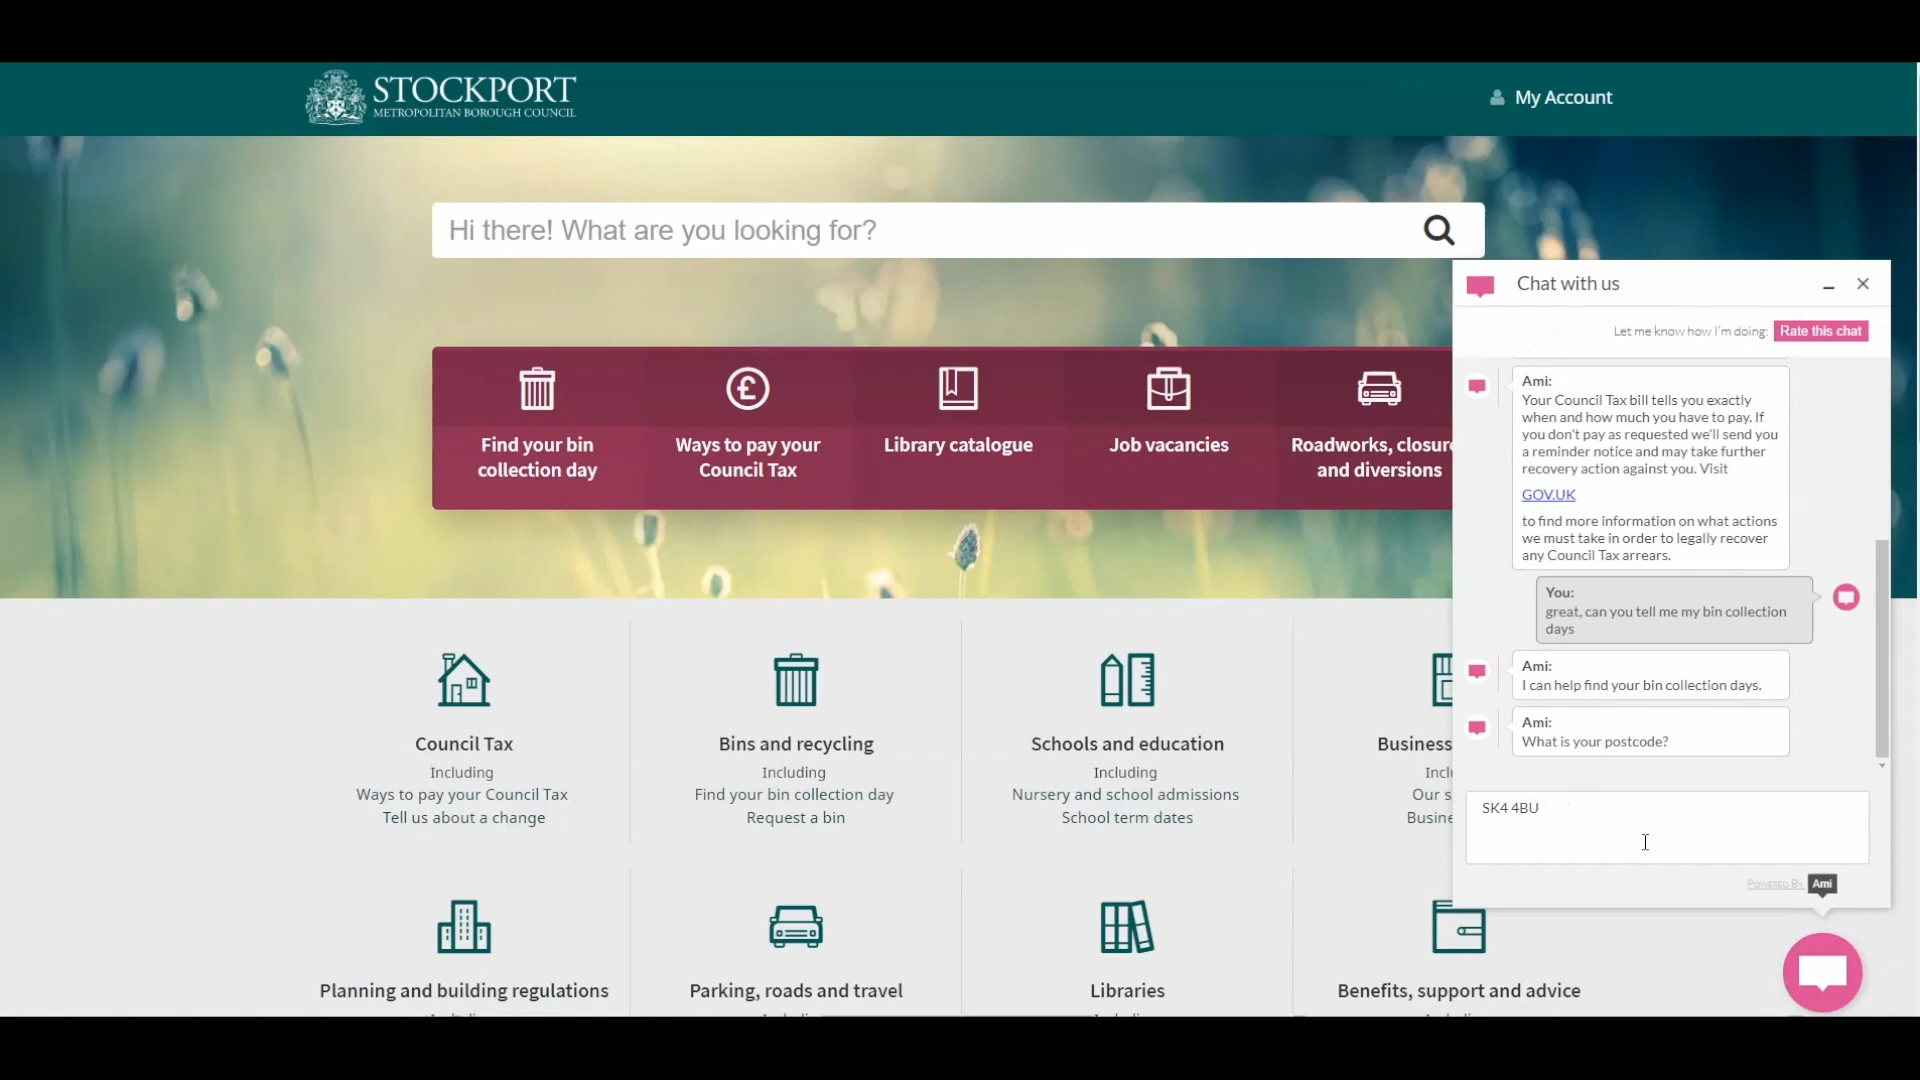 STOCKPORT
METROPOLITAN BOROUGH COUNCIL
My Account
Hi there! What are you looking for?
Find your bin
collection day
Ways to pay your
Council Tax
Library catalogue
Job vacancies
Roadworks, closur
and diversions
Chat with us
Let me know how I'm doing:
Rate this chat
Ami:
Your Council Tax bill tells you exactly
when and how much you have to pay. If
you don't pay as requested we'll send you
a reminder notice and may take further
recovery action against you. Visit
GOV.UK
to find more information on what actions
we must take in order to legally recover
any Council Tax arrears.
You:
great, can you tell me my bin collection
days
Ami:
I can help find your bin collection days.
Ami:
What is your postcode?
SK4 4BU
Powered By Ami
Council Tax
Including
Ways to pay your Council Tax
Tell us about a change
Bins and recycling
Including
Find your bin collection day
Request a bin
Schools and education
Including
Nursery and school admissions
School term dates
Business
Incl
Our s
Busine
Planning and building regulations
Parking, roads and travel
Libraries
Benefits, support and advice